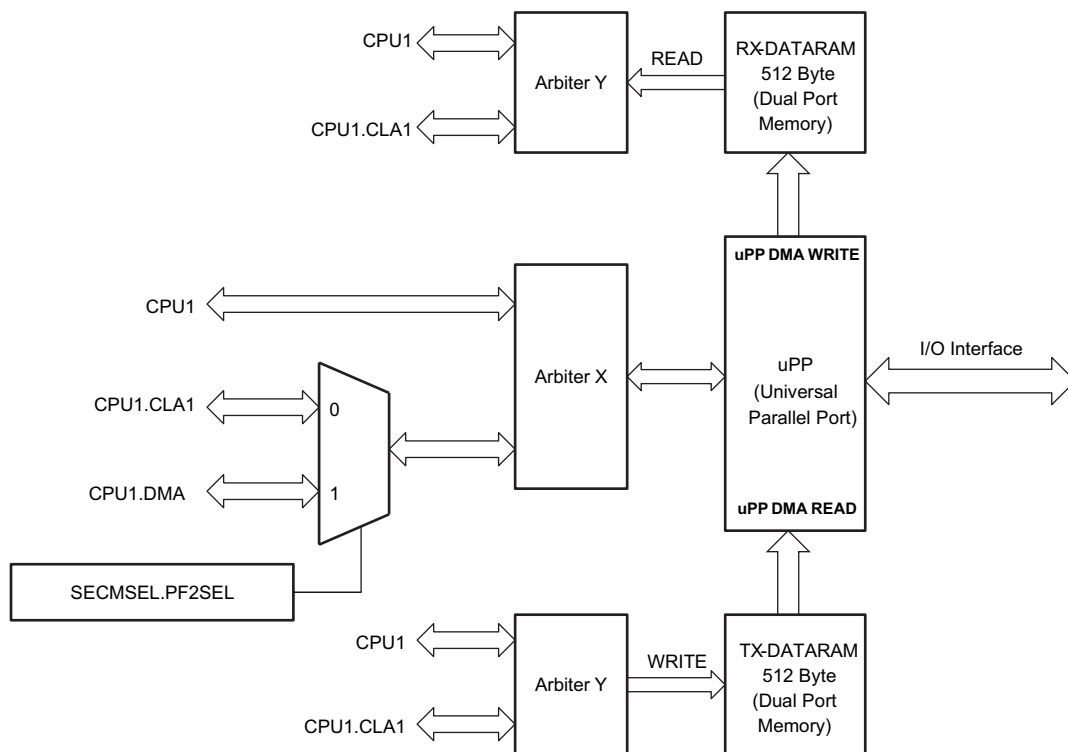 CPU1
CPU1.CLA1
Arbiter Y
READ
RX-DATARAM
512 Byte
(Dual Port
Memory)
CPU1
CPU1.CLA1
0
CPU1.DMA
1
SECMSEL.PF2SEL
Arbiter X
uPP DMA WRITE
uPP
(Universal
Parallel Port)
uPP DMA READ
I/O Interface
CPU1
CPU1.CLA1
Arbiter Y
WRITE
TX-DATARAM
512 Byte
(Dual Port
Memory)